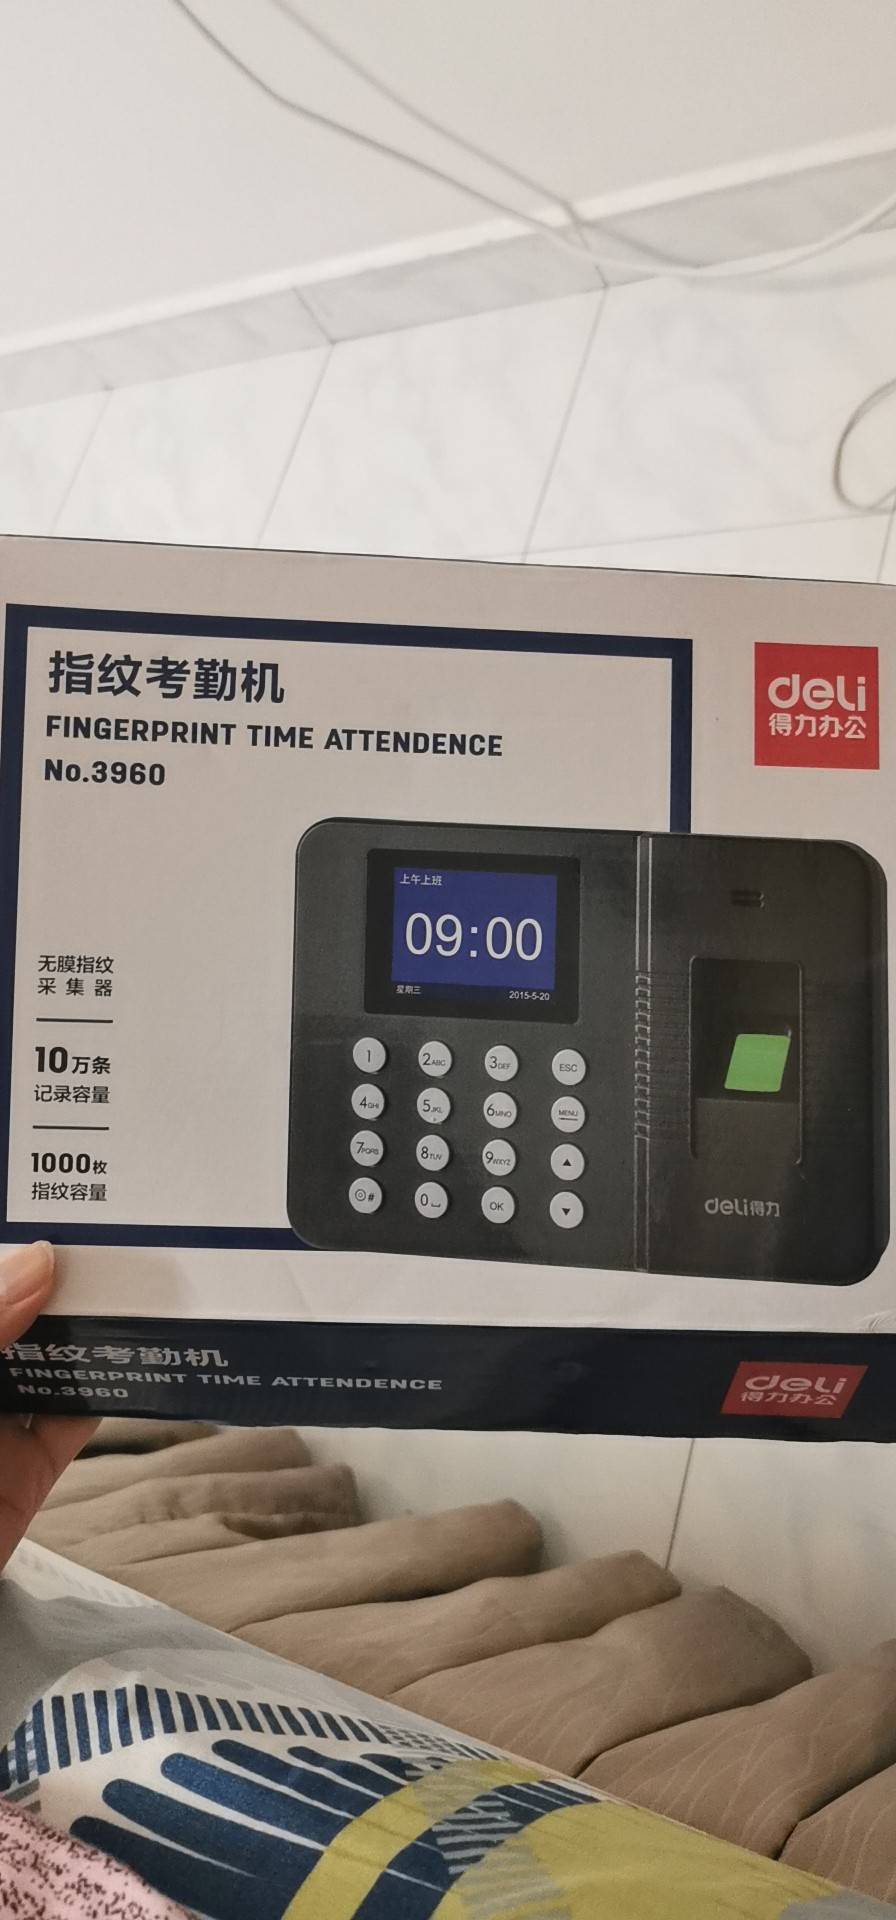 指纹考勤机
FINGERPRINT TIME ATTENDENCE
No.3960
deli
得力办公
无膜指纹
采集器
10万条
记录容量
1000枚
指纹容量
上午上班
09:00
星期三 2015-5-20
1 2ABC 3DEF ESC
4GHI 5JKL 6MNO MENU
7PQRS 8TUV 9WXYZ ▲
◎# 0⎵ OK ▼
deli得力
指纹考勤机
FINGERPRINT TIME ATTENDENCE
No.3960
deli
得力办公